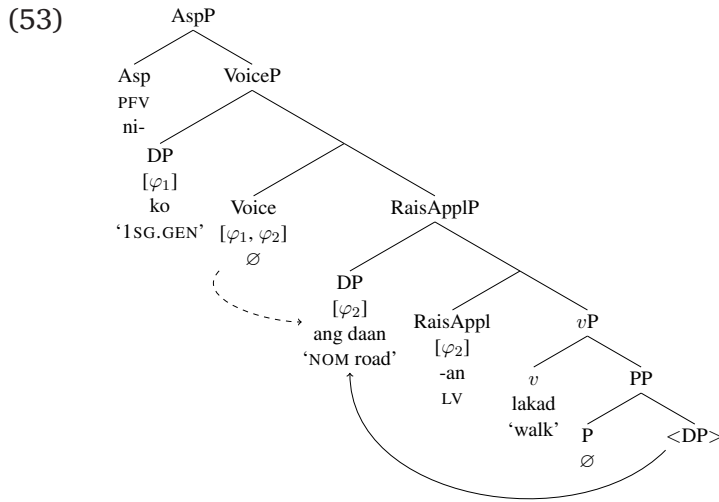 (53)
AspP
Asp VoiceP
PFV
ni-
DP
[φ1]
ko
‘1SG.GEN’
Voice RaisApplP
[φ1, φ2]
∅
DP
[φ2]
ang daan
‘NOM road’
RaisAppl vP
[φ2]
-an
LV
v PP
lakad
‘walk’
P <DP>
∅